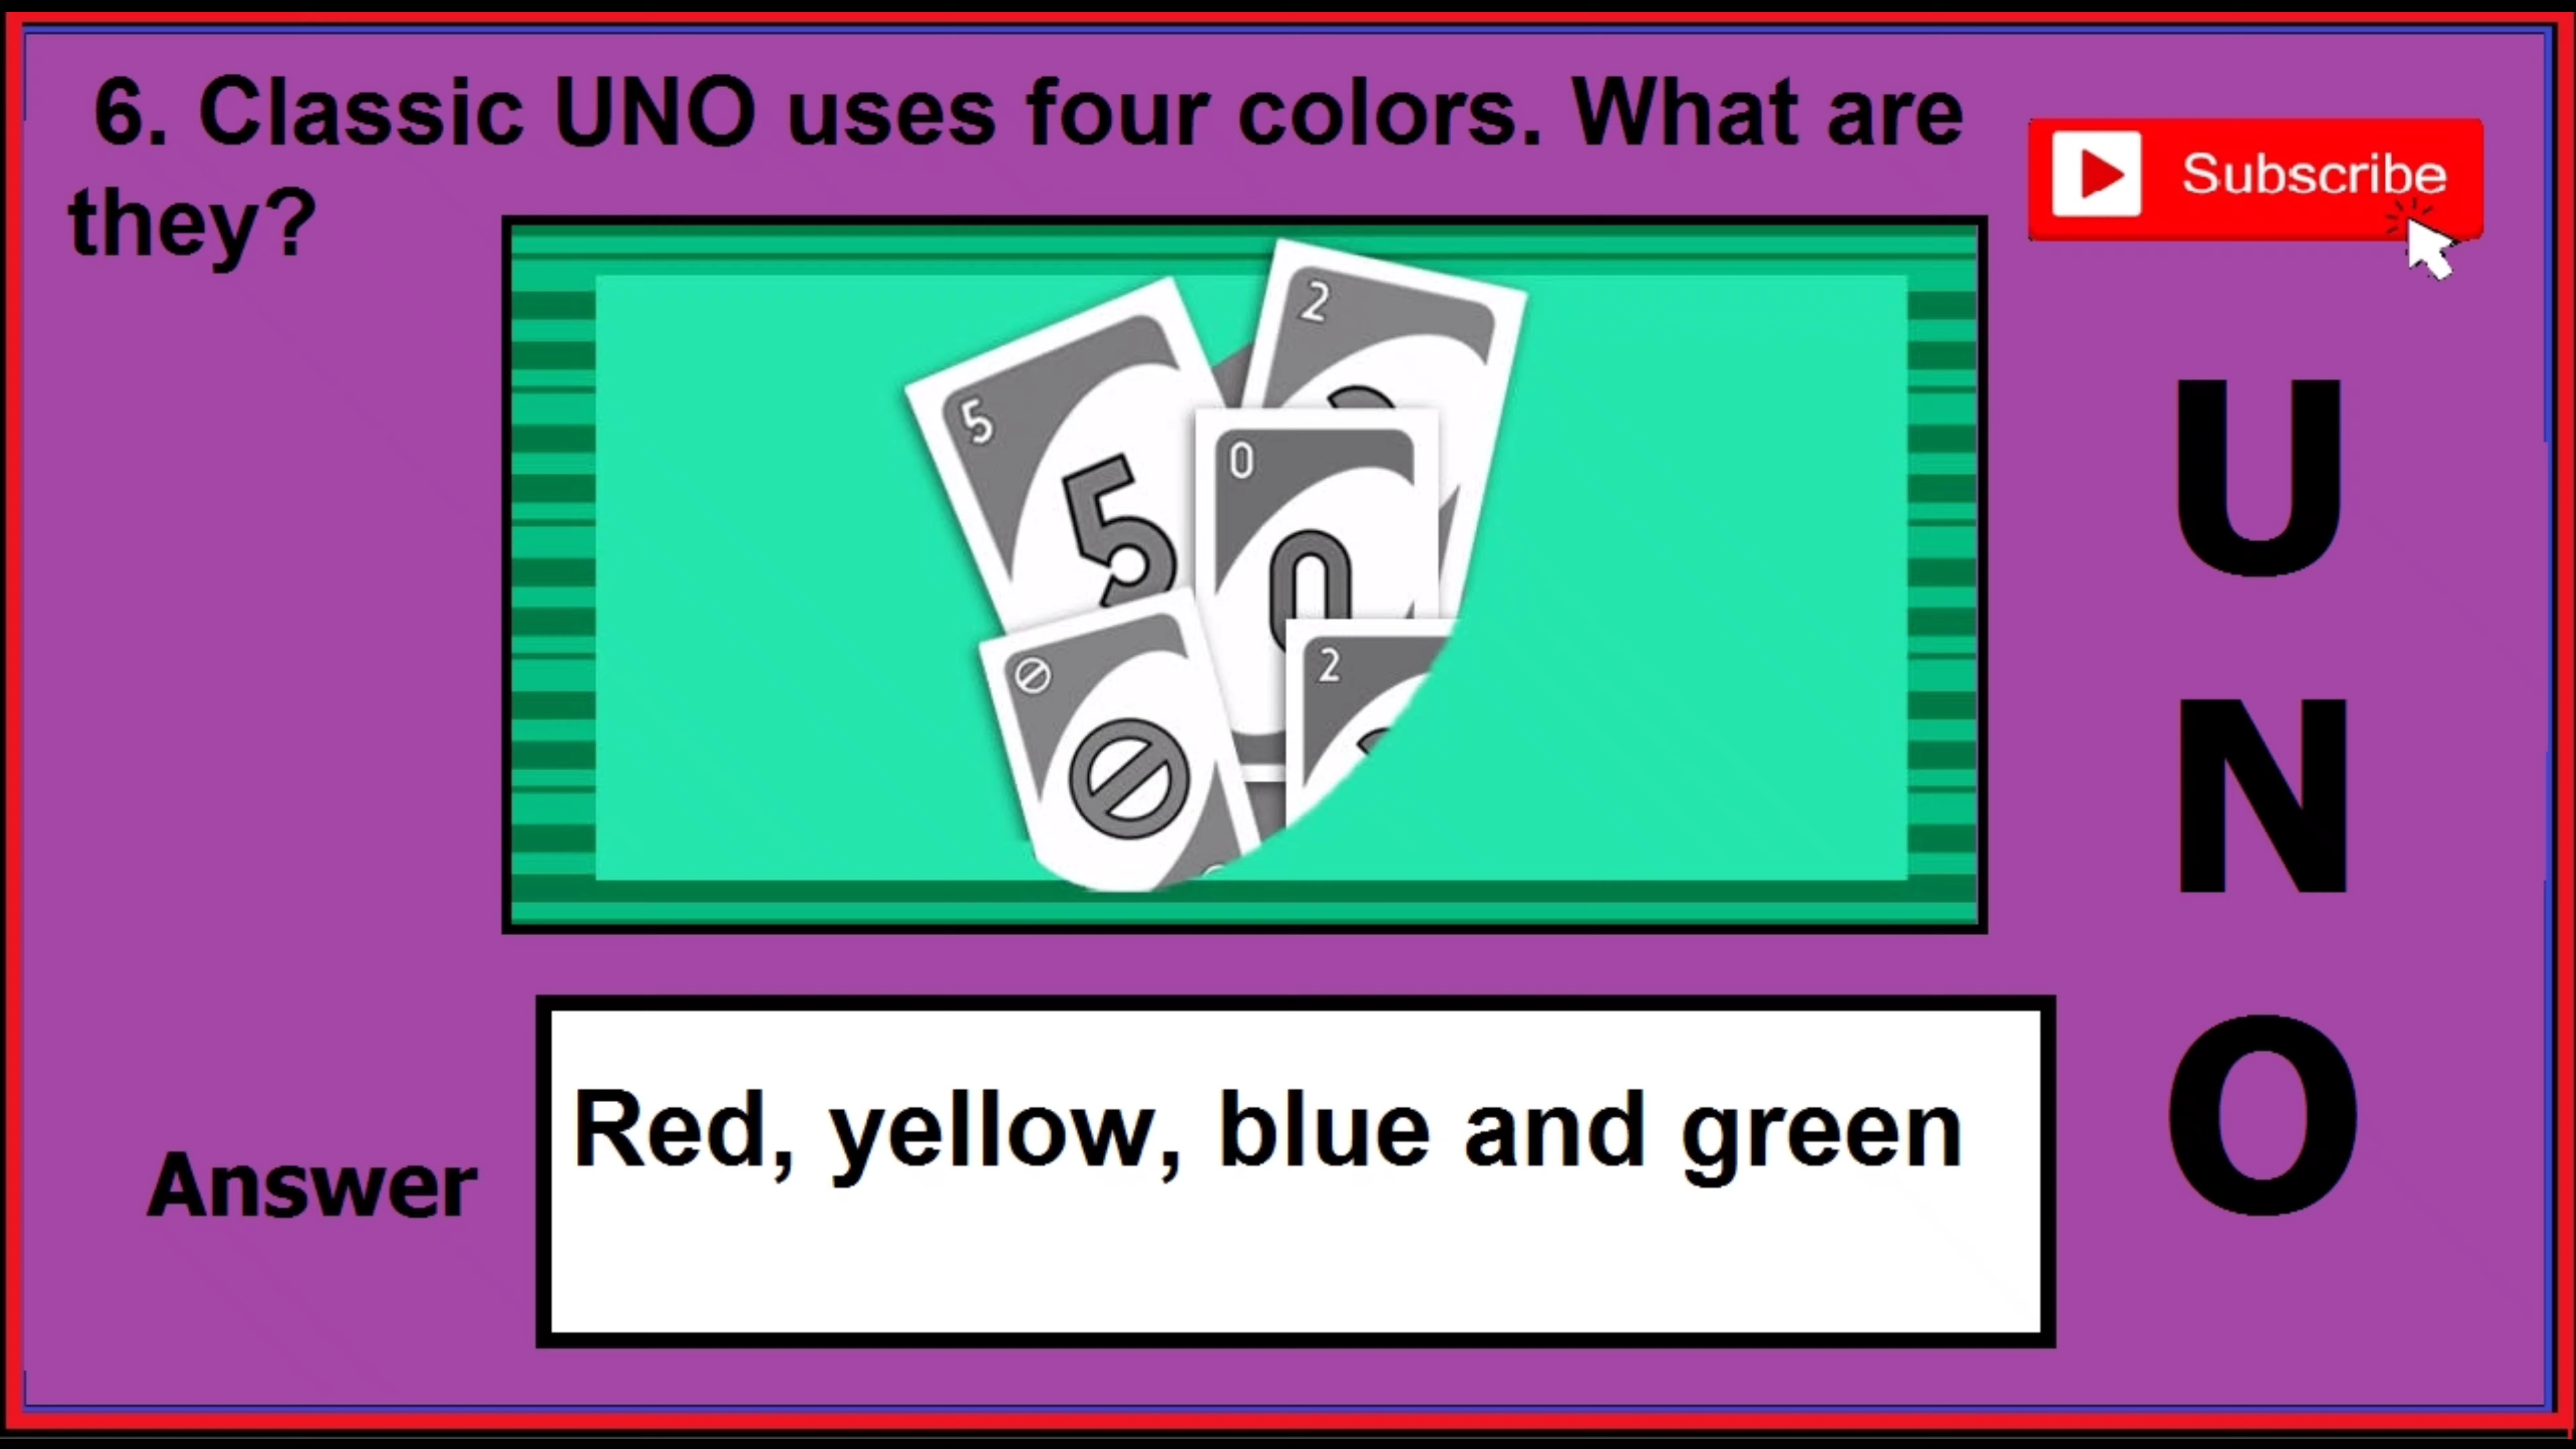 6. Classic UNO uses four colors. What are
they?
Subscribe
5
5
2
0
0
2
U
N
O
Answer
Red, yellow, blue and green